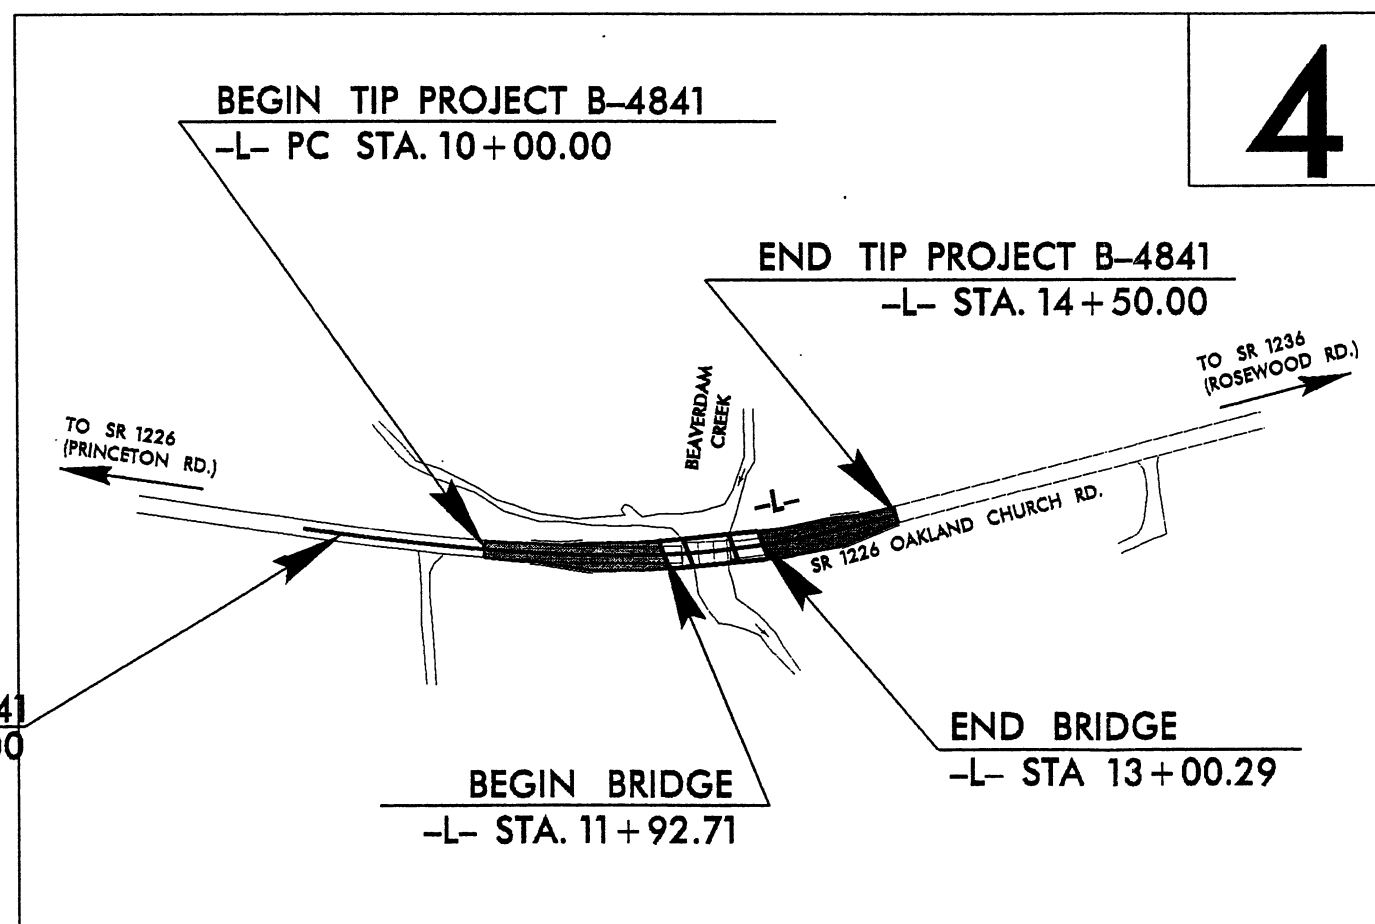 4
BEGIN TIP PROJECT B-4841
-L- PC STA. 10+00.00
END TIP PROJECT B-4841
-L- STA. 14+50.00
TO SR 1236
(ROSEWOOD RD.)
BEAVERDAM
CREEK
TO SR 1226
(PRINCETON RD.)
-L-
SR 1226 OAKLAND CHURCH RD.
41
END BRIDGE
-L- STA 13+00.29
BEGIN BRIDGE
-L- STA. 11+92.71